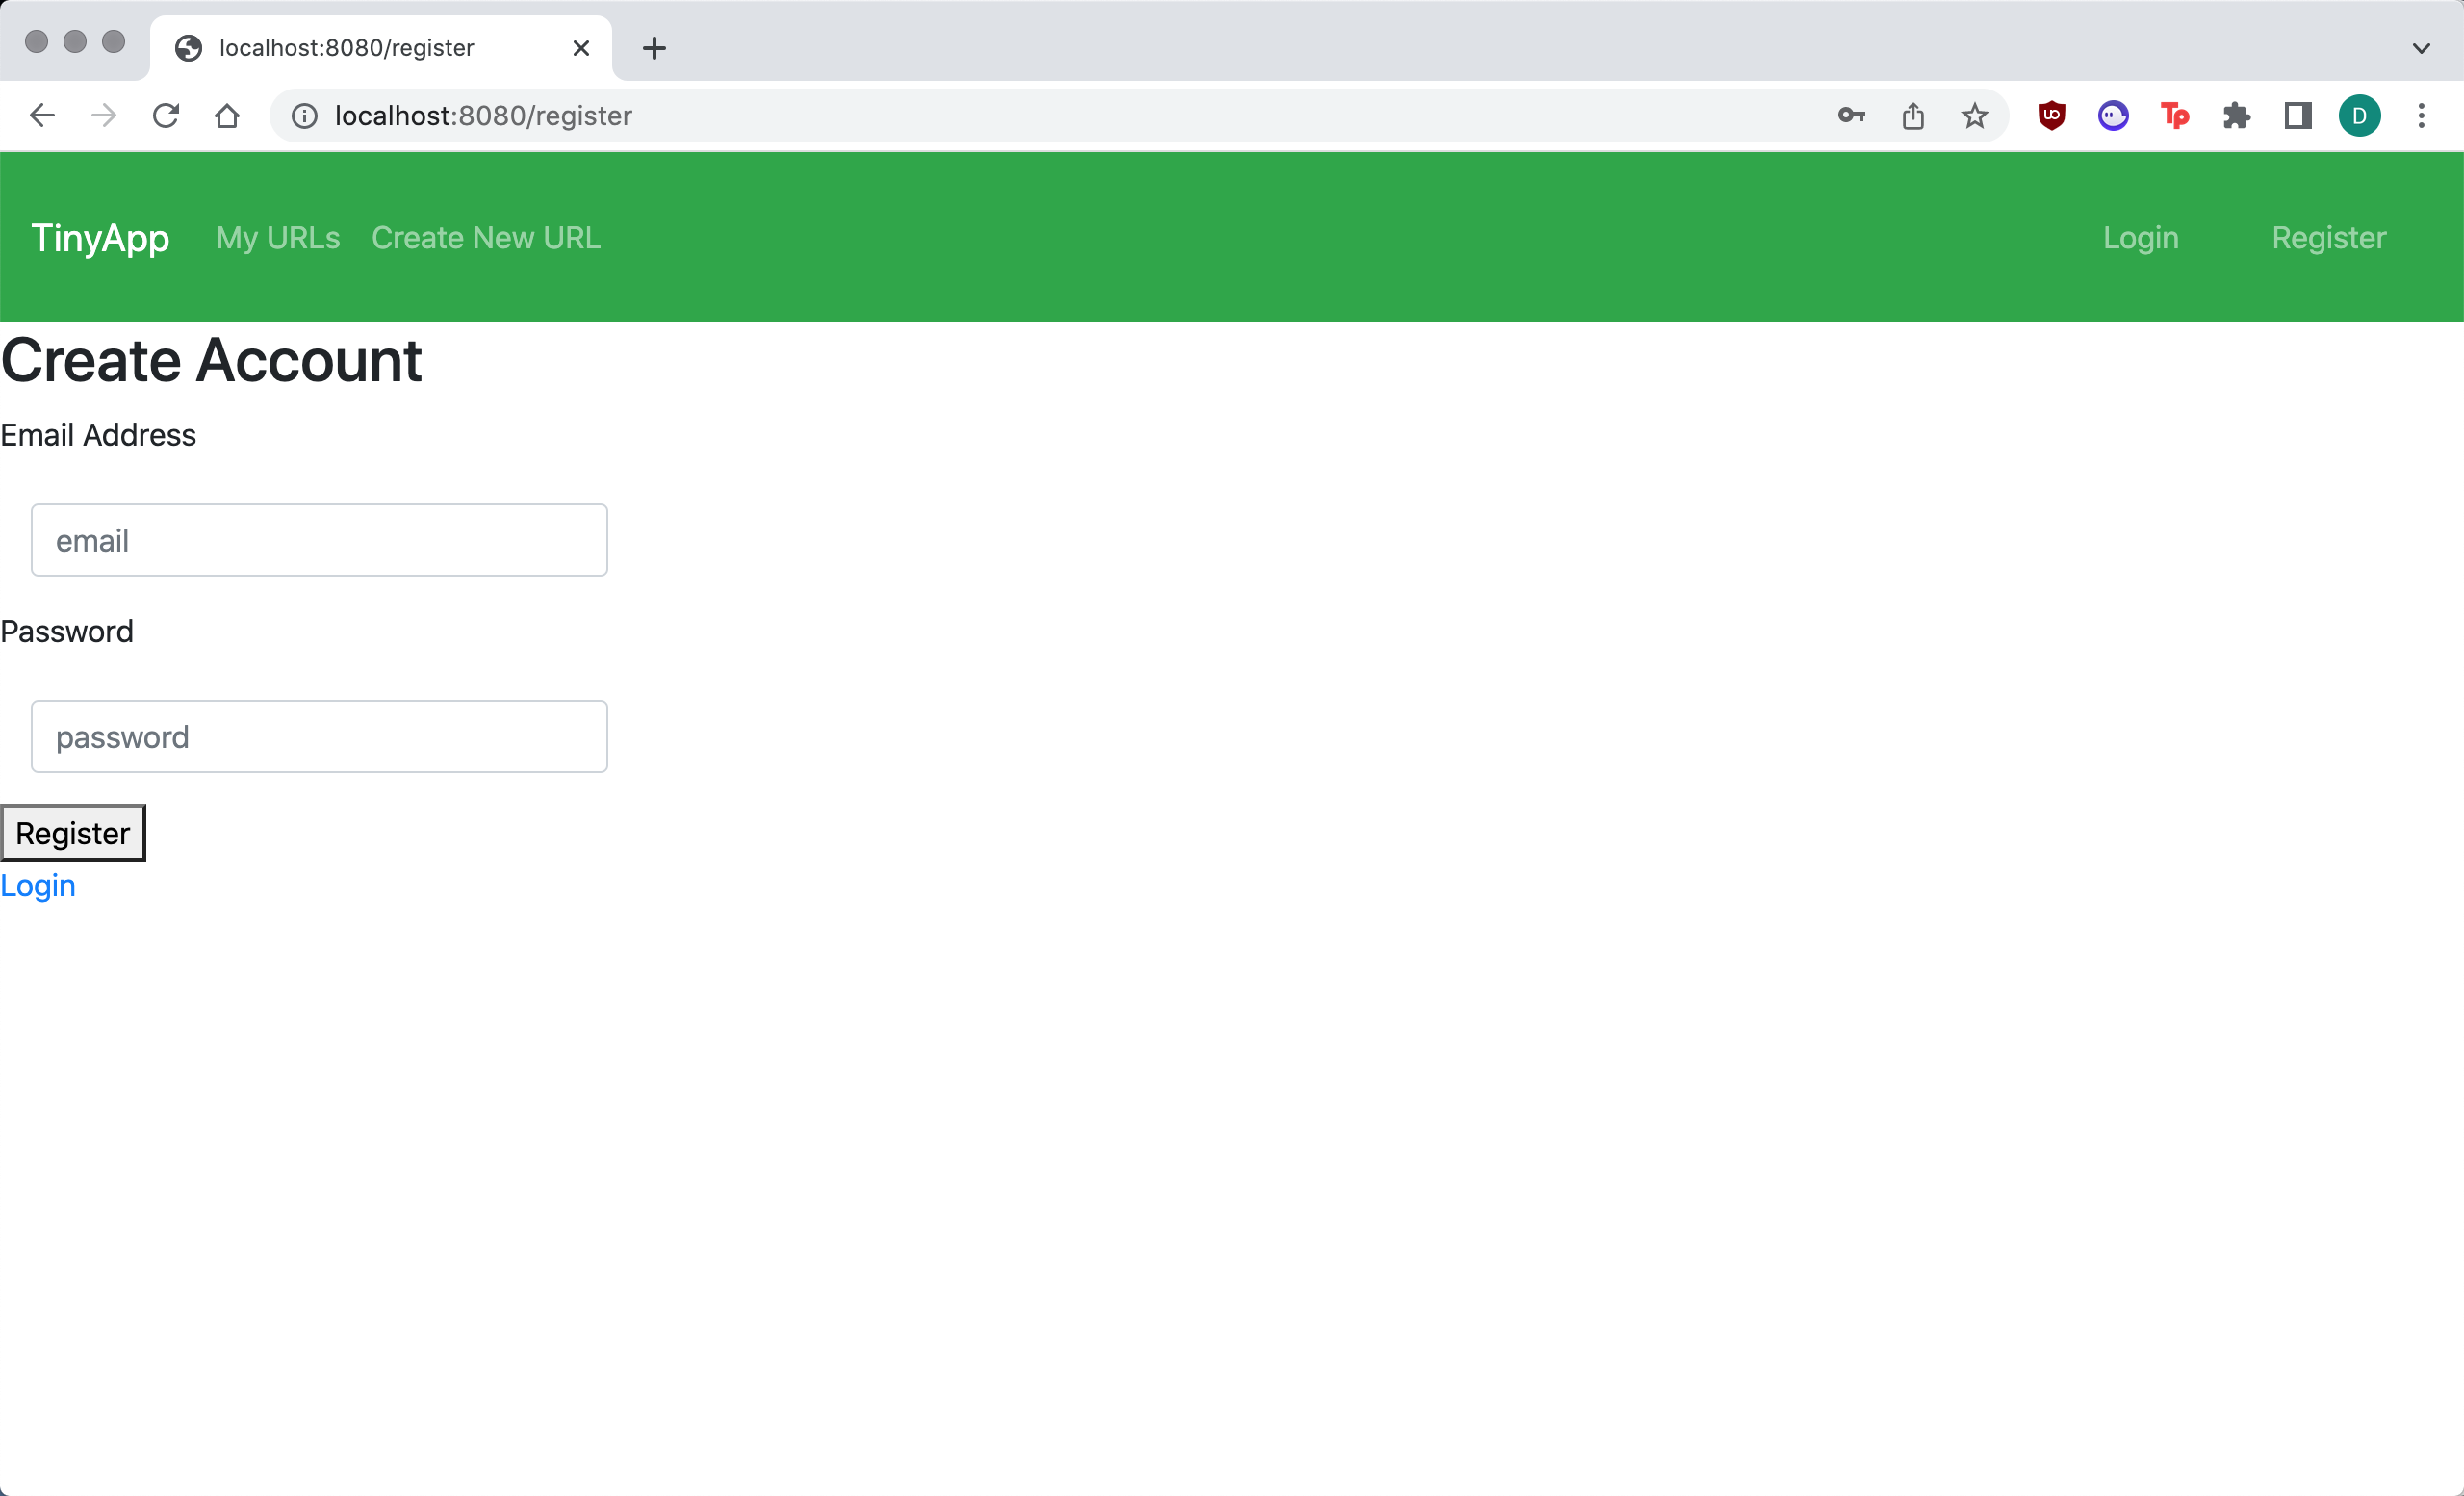 localhost:8080/register
localhost:8080/register
D
TinyApp My URLs Create New URL Login Register
Create Account
Email Address
email
Password
password
Register
Login